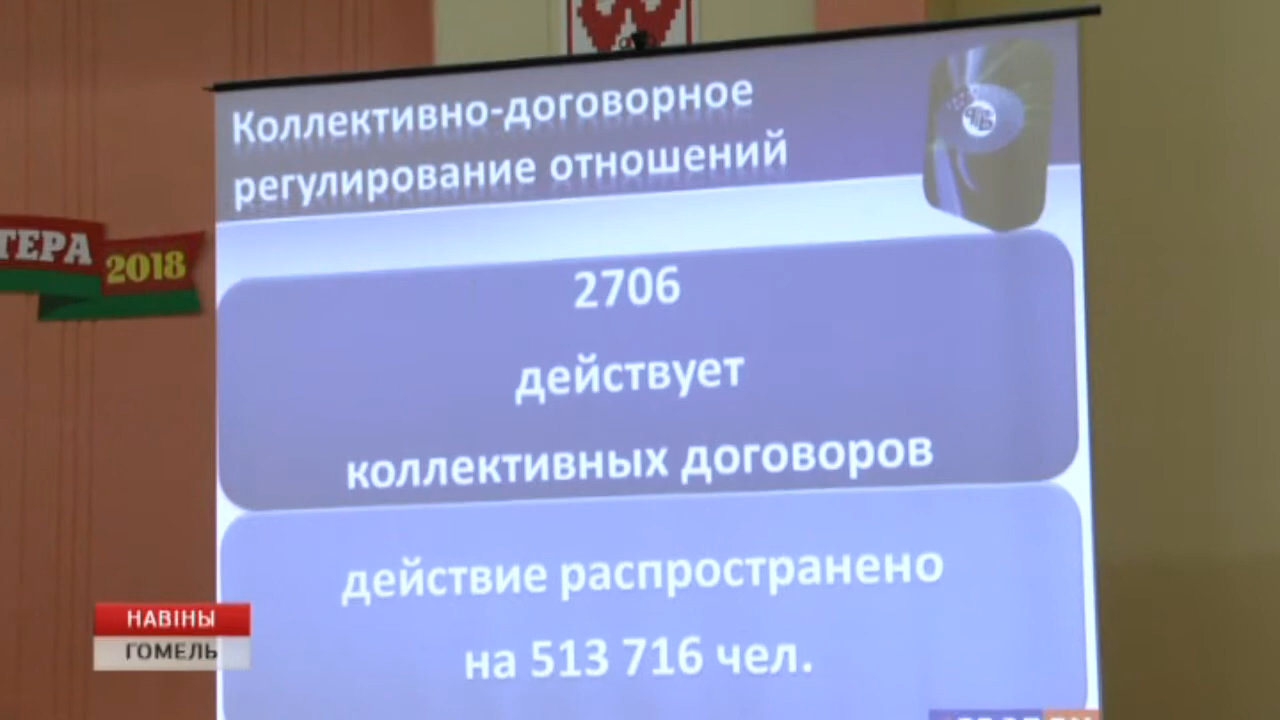 Коллективно-договорное
регулирование отношений
ТЕРА
2018
2706
действует
коллективных договоров
действие распространено
на 513 716 чел.
НАВІНЫ
ГОМЕЛЬ